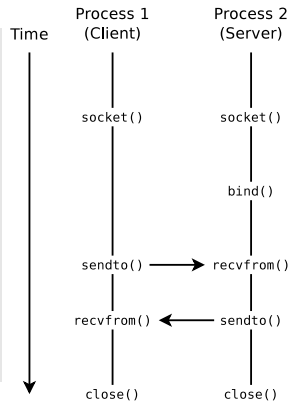 Process 1
(Client)
Process 2
(Server)
Time
socket()
socket()
bind()
sendto()
recvfrom()
recvfrom()
sendto()
close()
close()